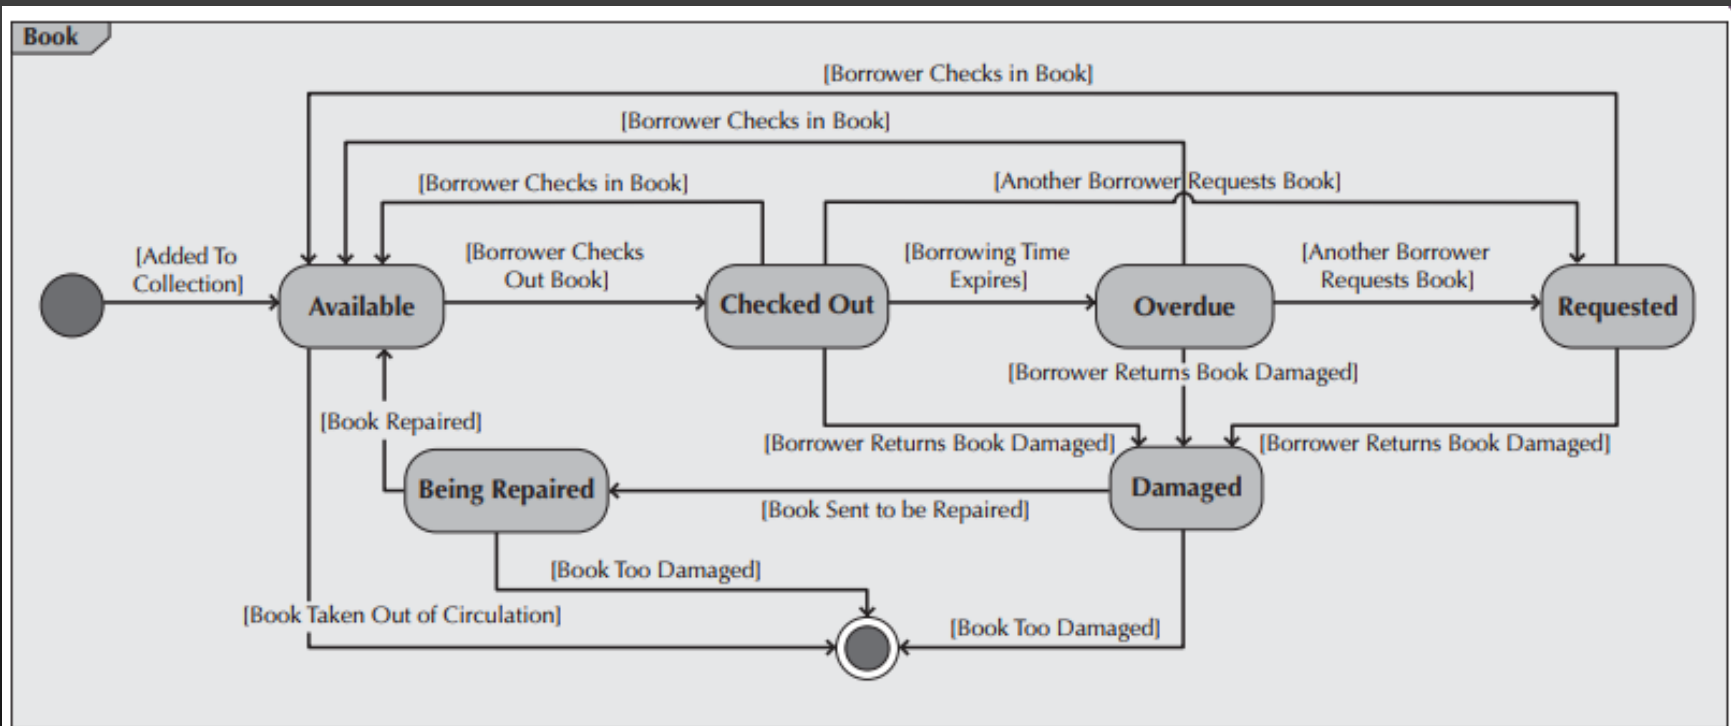 Book
[Borrower Checks in Book]
[Borrower Checks in Book]
[Borrower Checks in Book]
[Another Borrower Requests Book]
[Added To
Collection]
[Borrower Checks
Out Book]
[Borrowing Time
Expires]
[Another Borrower
Requests Book]
Available
Checked Out
Overdue
Requested
[Borrower Returns Book Damaged]
[Book Repaired]
[Borrower Returns Book Damaged]
[Borrower Returns Book Damaged]
Being Repaired
Damaged
[Book Sent to be Repaired]
[Book Too Damaged]
[Book Taken Out of Circulation]
[Book Too Damaged]